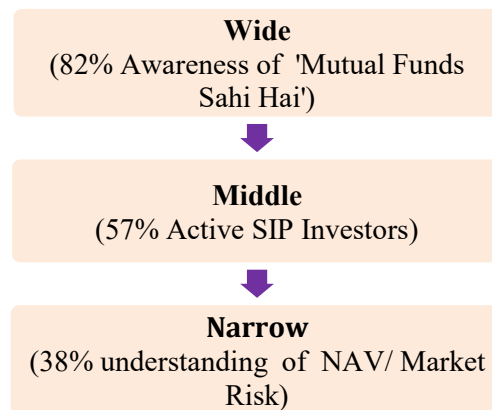 Wide
(82% Awareness of 'Mutual Funds
Sahi Hai')
Middle
(57% Active SIP Investors)
Narrow
(38% understanding of NAV/ Market
Risk)